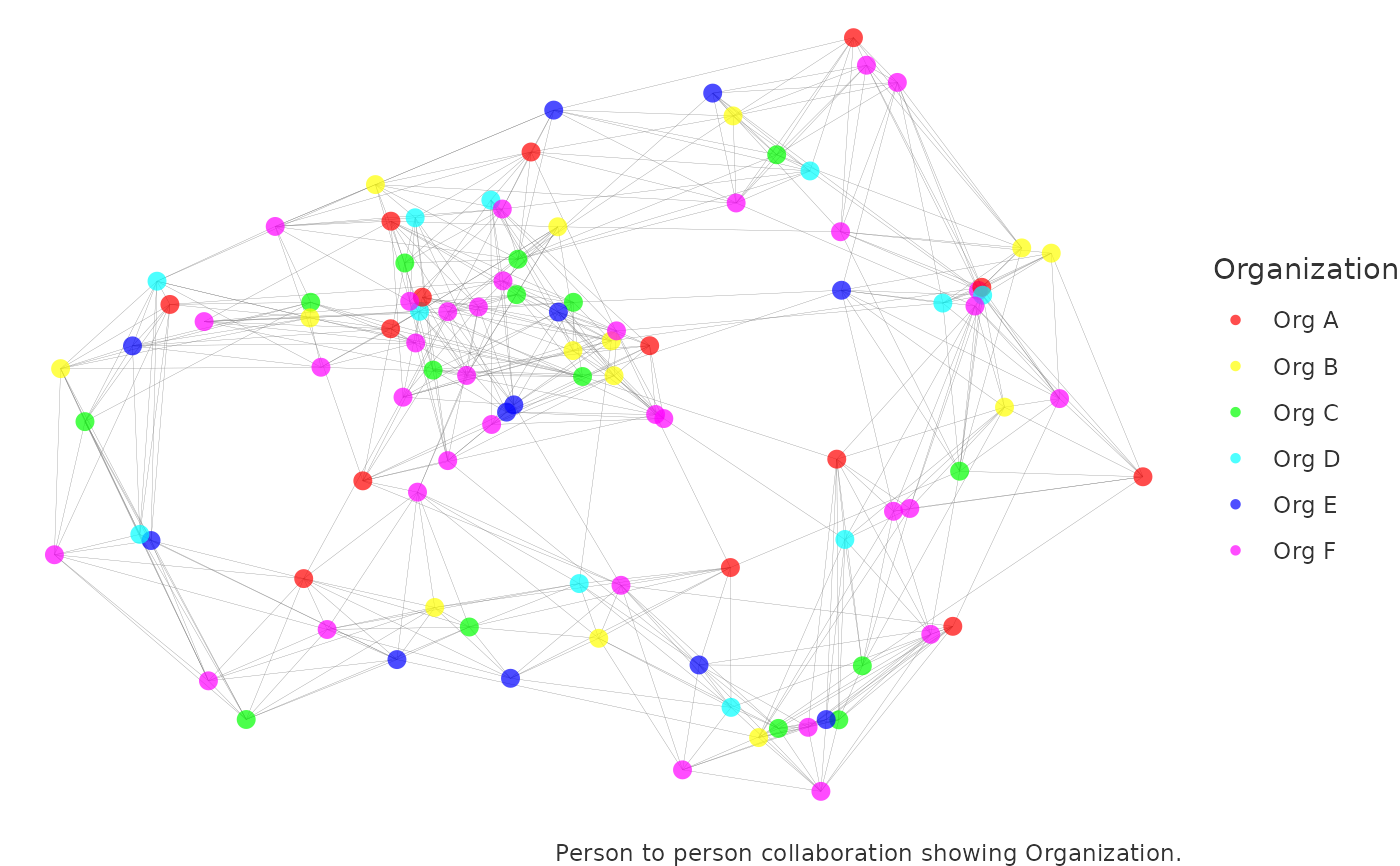 Organization
Org A
Org B
Org C
Org D
Org E
Org F
Person to person collaboration showing Organization.